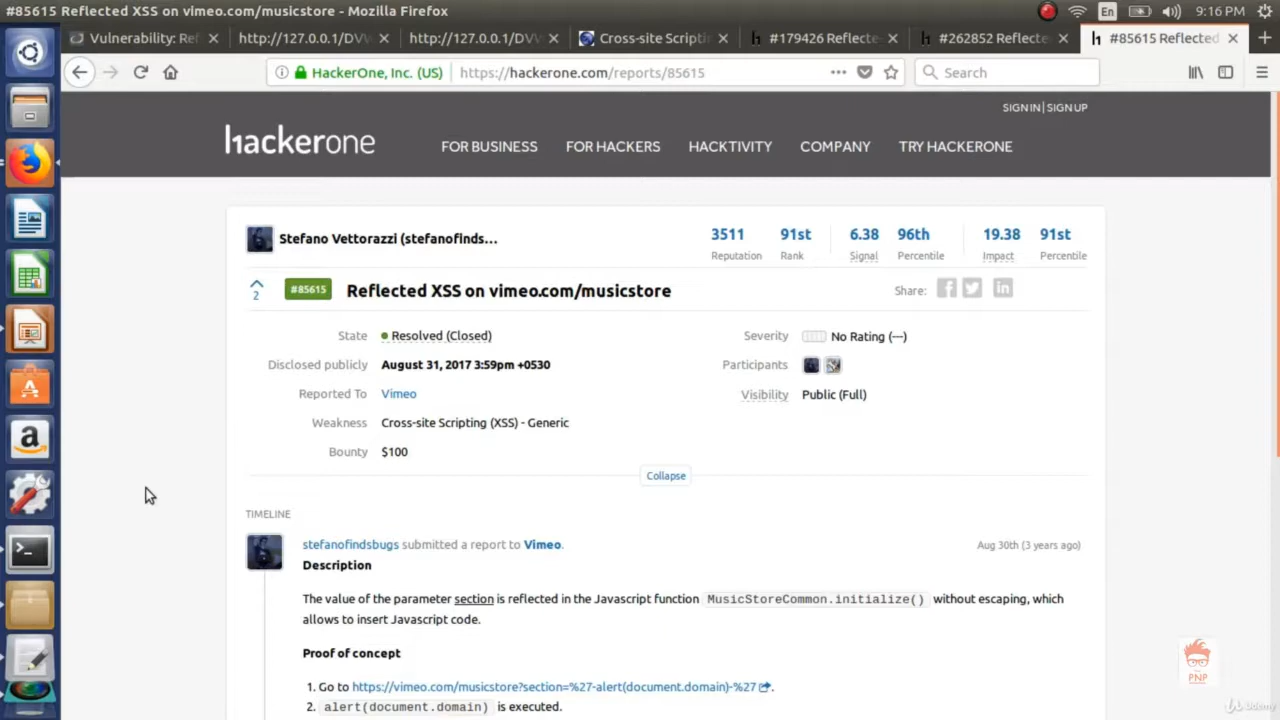 #85615 Reflected XSS on vimeo.com/musicstore - Mozilla Firefox
En
9:16 PM
Vulnerability: Ref
http://127.0.0.1/DVV
http://127.0.0.1/DVV
Cross-site Scripti
#179426 Reflecte
#262852 Reflecte
#85615 Reflected
HackerOne, Inc. (US)
https://hackerone.com/reports/85615
Search
SIGN IN | SIGN UP
hackerone
FOR BUSINESS
FOR HACKERS
HACKTIVITY
COMPANY
TRY HACKERONE
Stefano Vettorazzi (stefanofinds...
3511 91st 6.38 96th 19.38 91st
Reputation Rank Signal Percentile Impact Percentile
2
#85615
Reflected XSS on vimeo.com/musicstore
Share:
State Resolved (Closed)
Severity No Rating (---)
Disclosed publicly August 31, 2017 3:59pm +0530
Participants
Reported To Vimeo
Visibility Public (Full)
Weakness Cross-site Scripting (XSS) - Generic
Bounty $100
Collapse
TIMELINE
stefanofindsbugs submitted a report to Vimeo.
Aug 30th (3 years ago)
Description
The value of the parameter section is reflected in the Javascript function MusicStoreCommon.initialize() without escaping, which
allows to insert Javascript code.
Proof of concept
1. Go to https://vimeo.com/musicstore?section=%27-alert(document.domain)-%27.
2. alert(document.domain) is executed.
PNP
Udemy